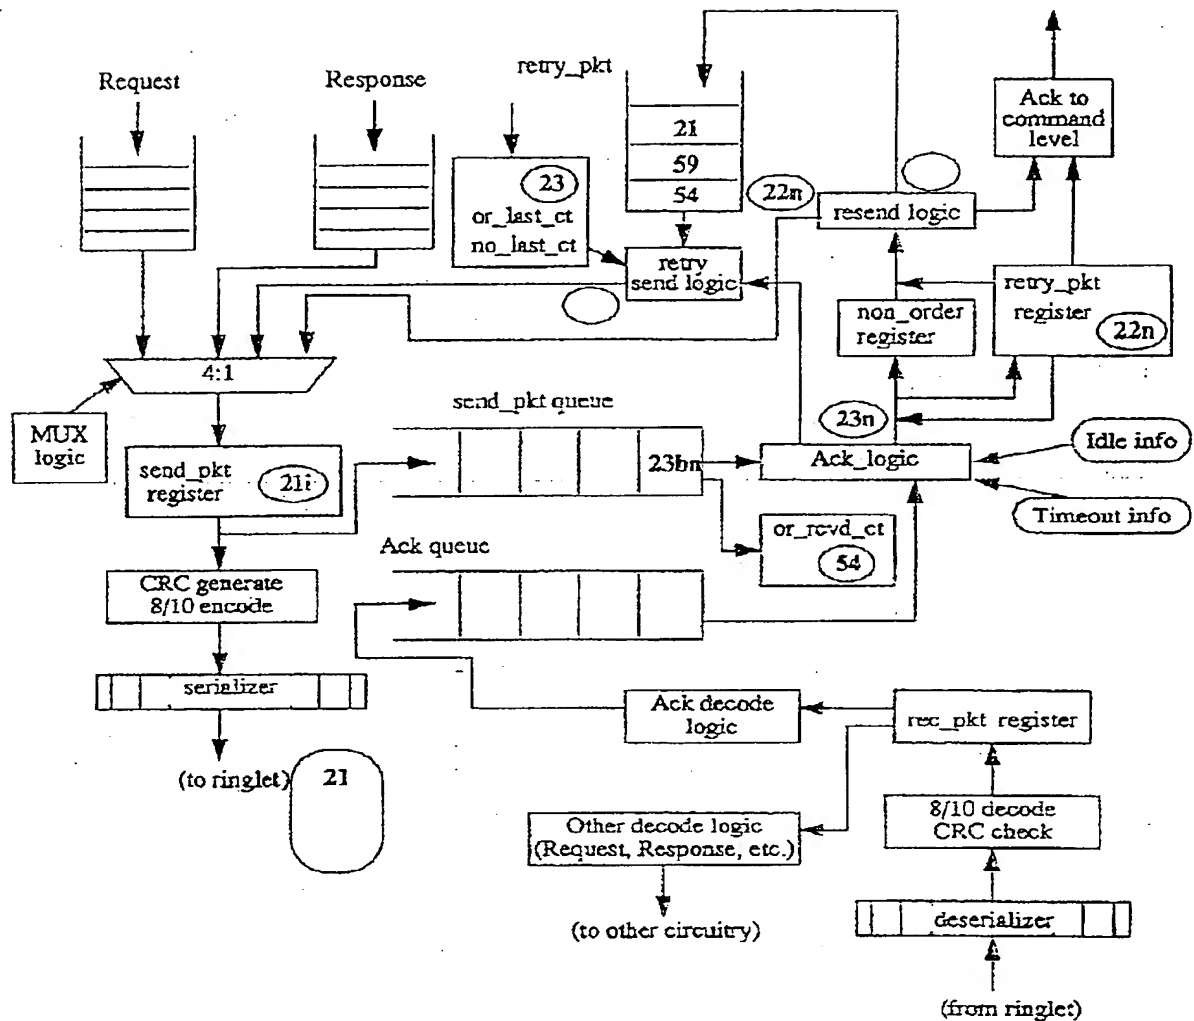 Request
Response
retry_pkt
21
59
54
23
or_last_ct
no_last_ct
retry
send logic
22n
resend logic
Ack to
command
level
non_order
register
retry_pkt
register
22n
4:1
MUX
logic
send_pkt
register
21i
send_pkt queue
23bn
23n
Ack_logic
Idle info
Timeout info
or_rcvd_ct
54
CRC generate
8/10 encode
Ack queue
serializer
(to ringlet)
21
Ack decode
logic
rec_pkt register
Other decode logic
(Request, Response, etc.)
(to other circuitry)
8/10 decode
CRC check
deserializer
(from ringlet)